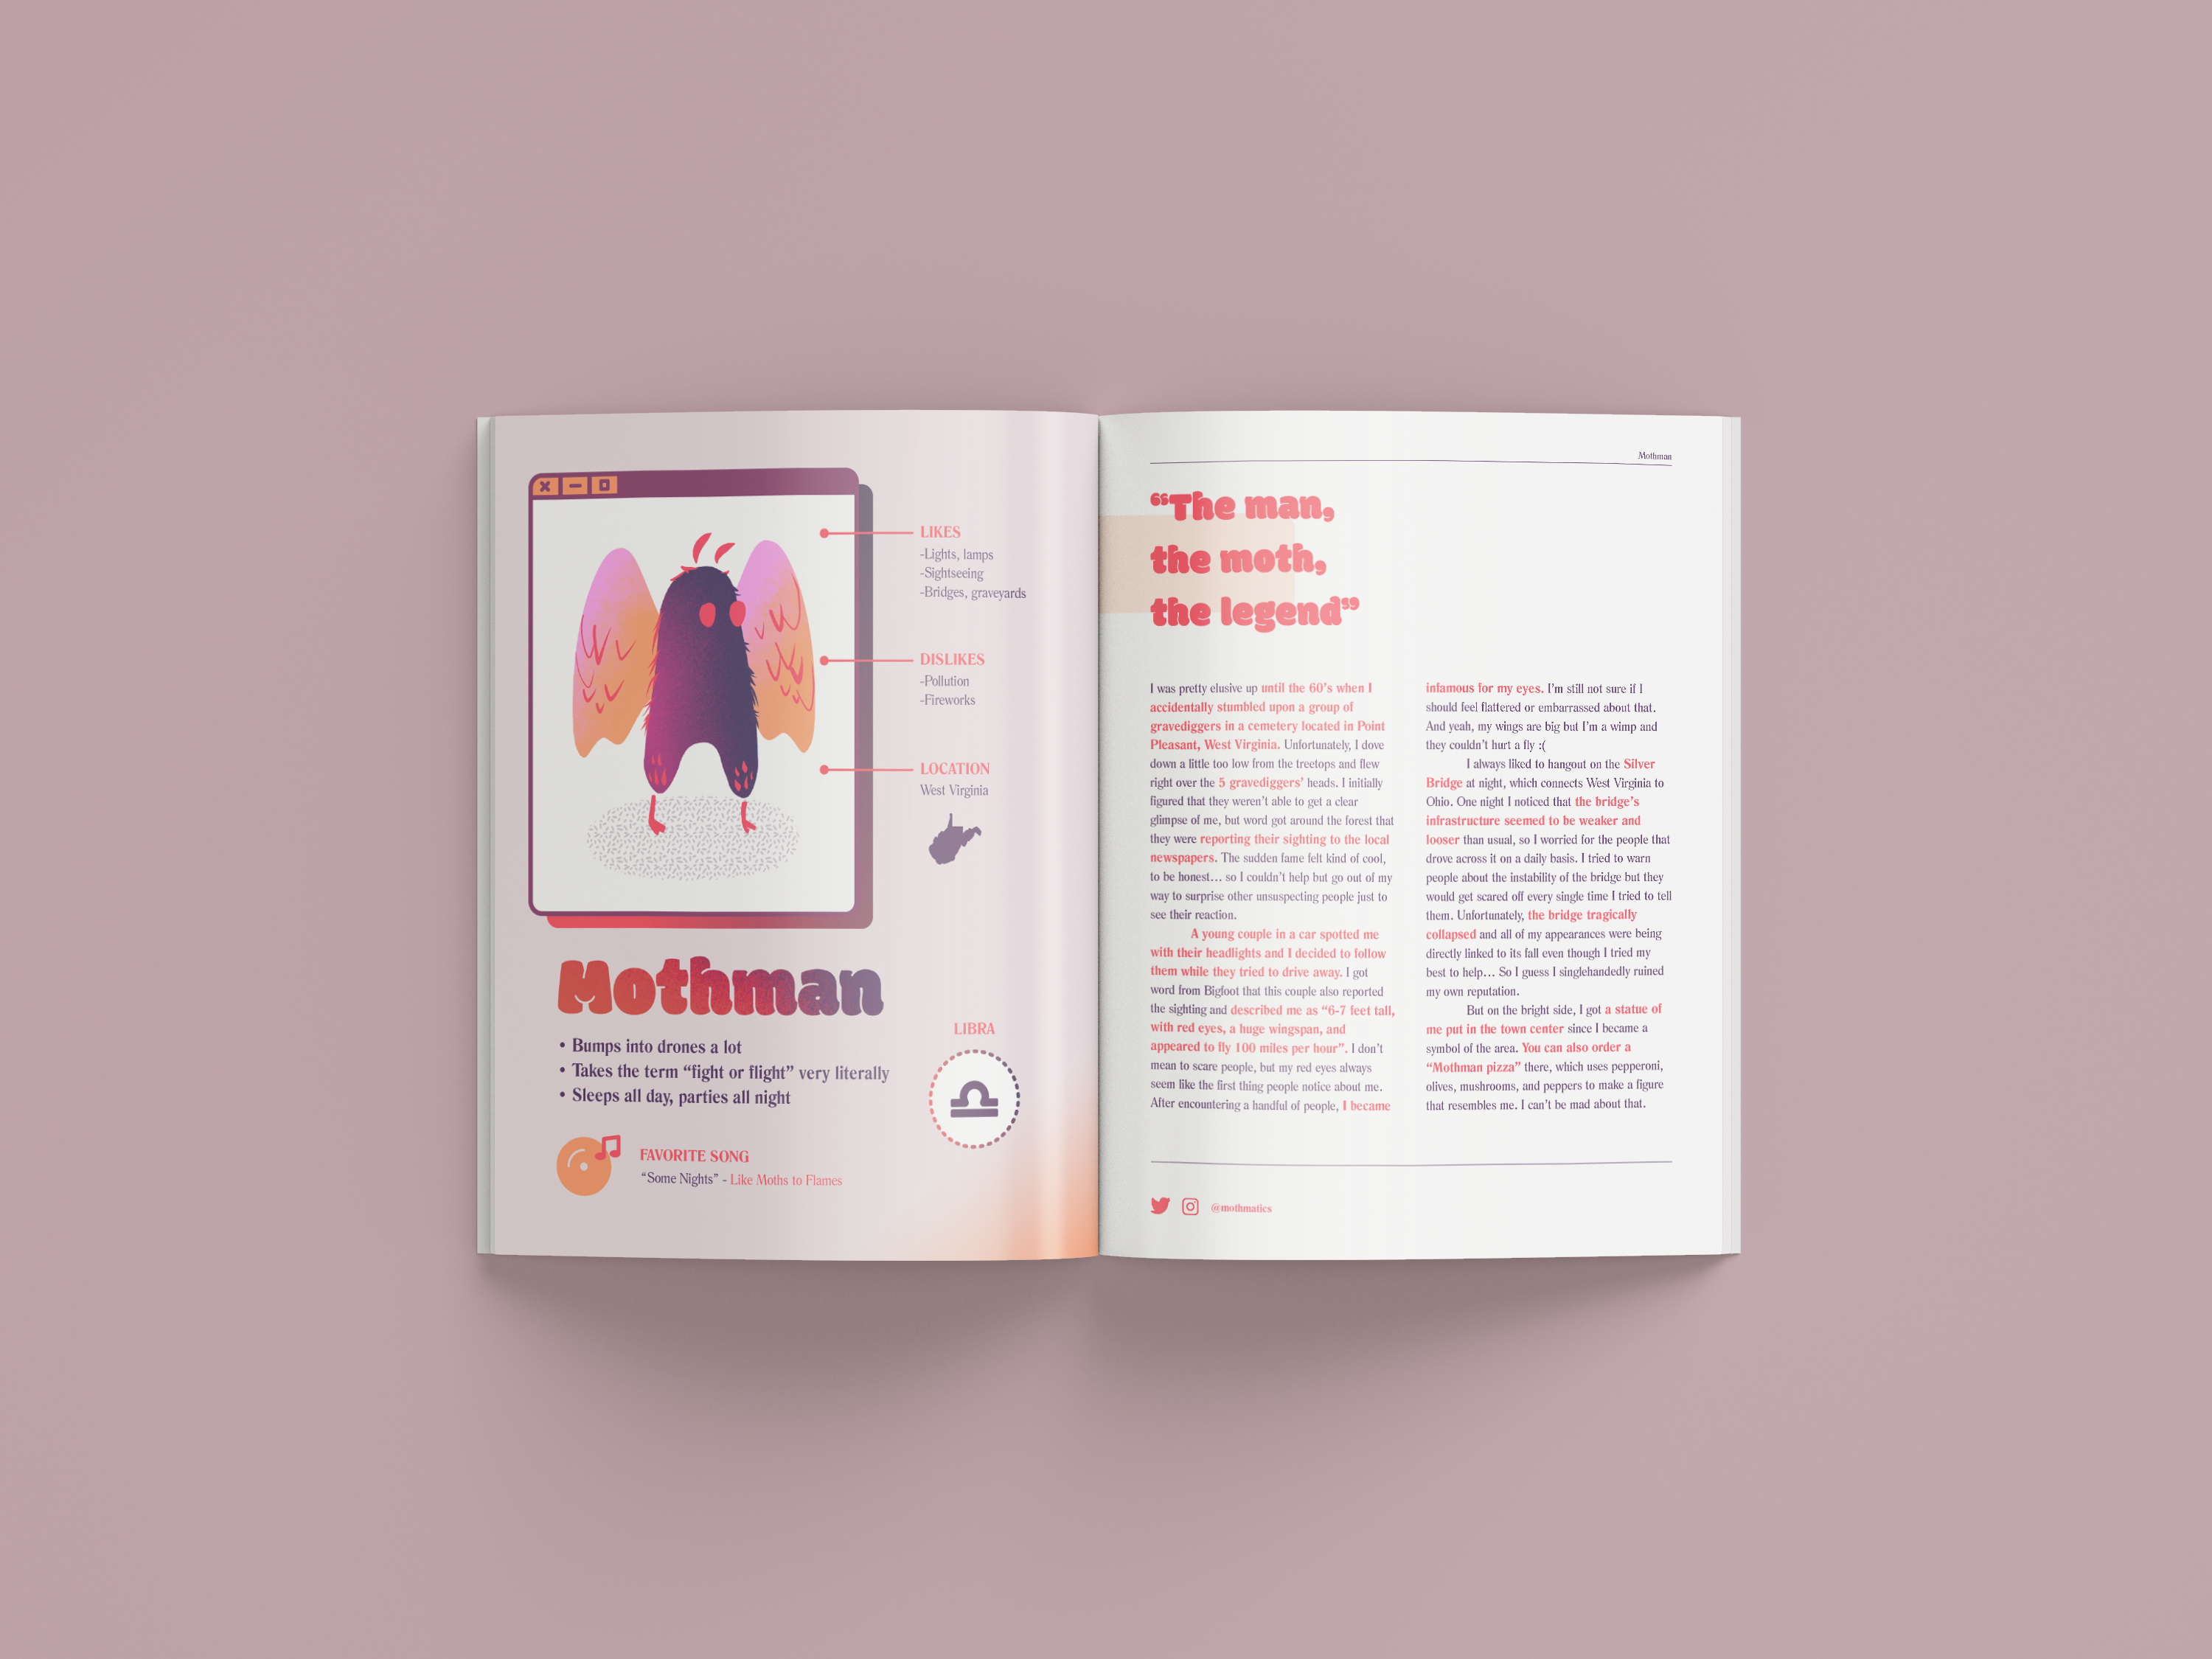 LIKES
-Lights, lamps
-Sightseeing
-Bridges, graveyards
DISLIKES
-Pollution
-Fireworks
LOCATION
West Virginia
Mothman
• Bumps into drones a lot
• Takes the term “fight or flight” very literally
• Sleeps all day, parties all night
LIBRA
FAVORITE SONG
“Some Nights” - Like Moths to Flames
Mothman
“The man,
the moth,
the legend”
I was pretty elusive up until the 60’s when I
accidentally stumbled upon a group of
gravediggers in a cemetery located in Point
Pleasant, West Virginia. Unfortunately, I dove
down a little too low from the treetops and flew
right over the 5 gravediggers’ heads. I initially
figured that they weren’t able to get a clear
glimpse of me, but word got around the forest that
they were reporting their sighting to the local
newspapers. The sudden fame felt kind of cool,
to be honest… so I couldn’t help but go out of my
way to surprise other unsuspecting people just to
see their reaction.
A young couple in a car spotted me
with their headlights and I decided to follow
them while they tried to drive away. I got
word from Bigfoot that this couple also reported
the sighting and described me as “6-7 feet tall,
with red eyes, a huge wingspan, and
appeared to fly 100 miles per hour”. I don’t
mean to scare people, but my red eyes always
seem like the first thing people notice about me.
After encountering a handful of people, I became
infamous for my eyes. I’m still not sure if I
should feel flattered or embarrassed about that.
And yeah, my wings are big but I’m a wimp and
they couldn’t hurt a fly :(
I always liked to hangout on the Silver
Bridge at night, which connects West Virginia to
Ohio. One night I noticed that the bridge’s
infrastructure seemed to be weaker and
looser than usual, so I worried for the people that
drove across it on a daily basis. I tried to warn
people about the instability of the bridge but they
would get scared off every single time I tried to tell
them. Unfortunately, the bridge tragically
collapsed and all of my appearances were being
directly linked to its fall even though I tried my
best to help… So I guess I singlehandedly ruined
my own reputation.
But on the bright side, I got a statue of
me put in the town center since I became a
symbol of the area. You can also order a
“Mothman pizza” there, which uses pepperoni,
olives, mushrooms, and peppers to make a figure
that resembles me. I can’t be mad about that.
@mothmatics